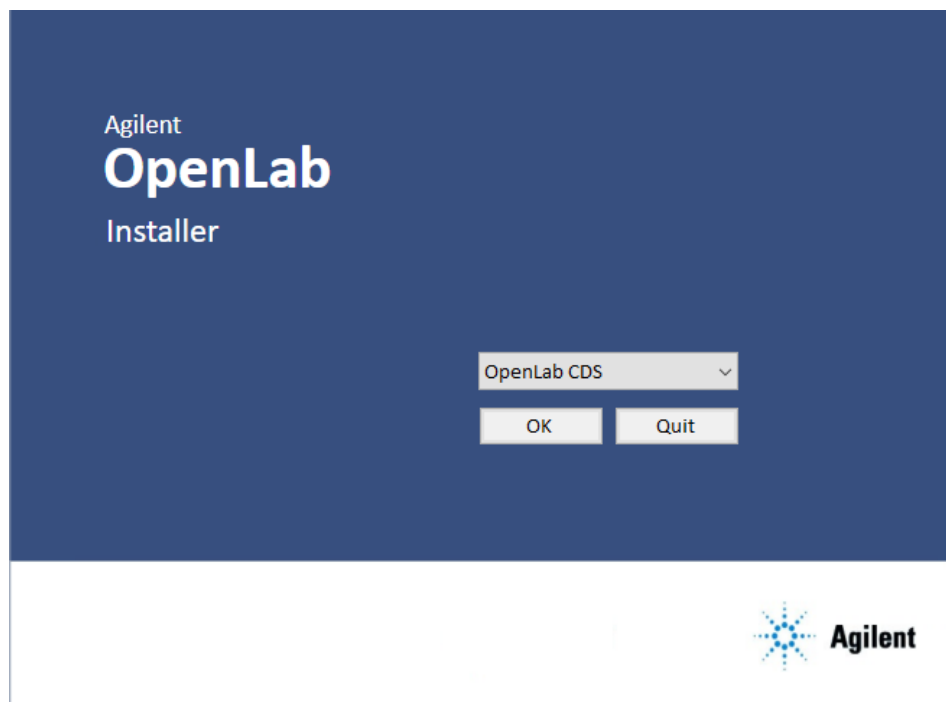 Agilent
OpenLab
Installer
OpenLab CDS
OK Quit
Agilent